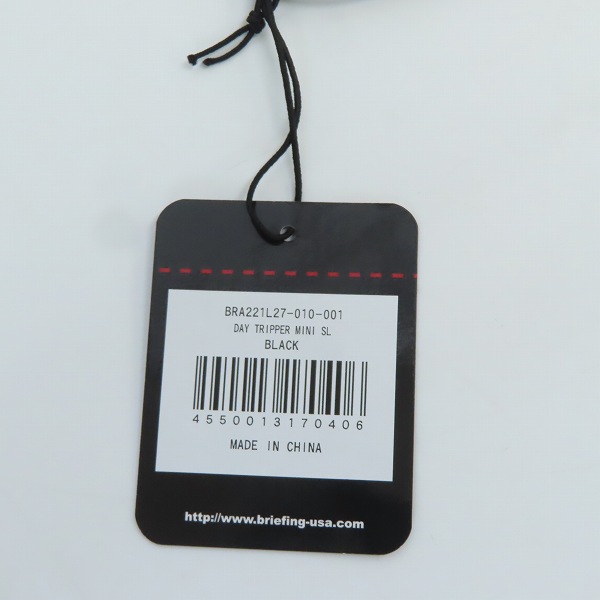 BRA221L27-010-001
DAY TRIPPER MINI SL
BLACK
4550013170406
MADE IN CHINA
http://www.briefing-usa.com